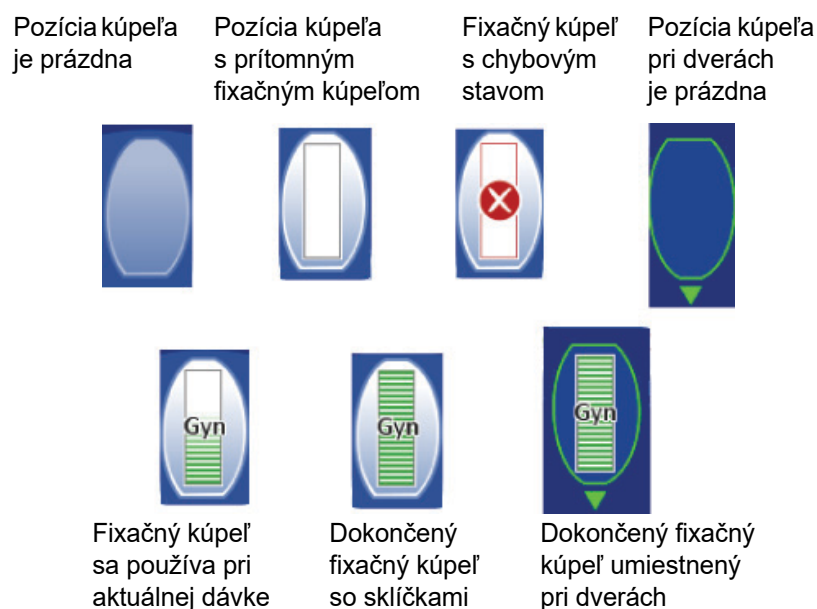 Pozícia kúpeľa
je prázdna
Pozícia kúpeľa
s prítomným
fixačným kúpeľom
Fixačný kúpeľ
s chybovým
stavom
Pozícia kúpeľa
pri dverách
je prázdna
Gyn
Gyn
Gyn
Fixačný kúpeľ
sa používa pri
aktuálnej dávke
Dokončený
fixačný kúpeľ
so sklíčkami
Dokončený fixačný
kúpeľ umiestnený
pri dverách